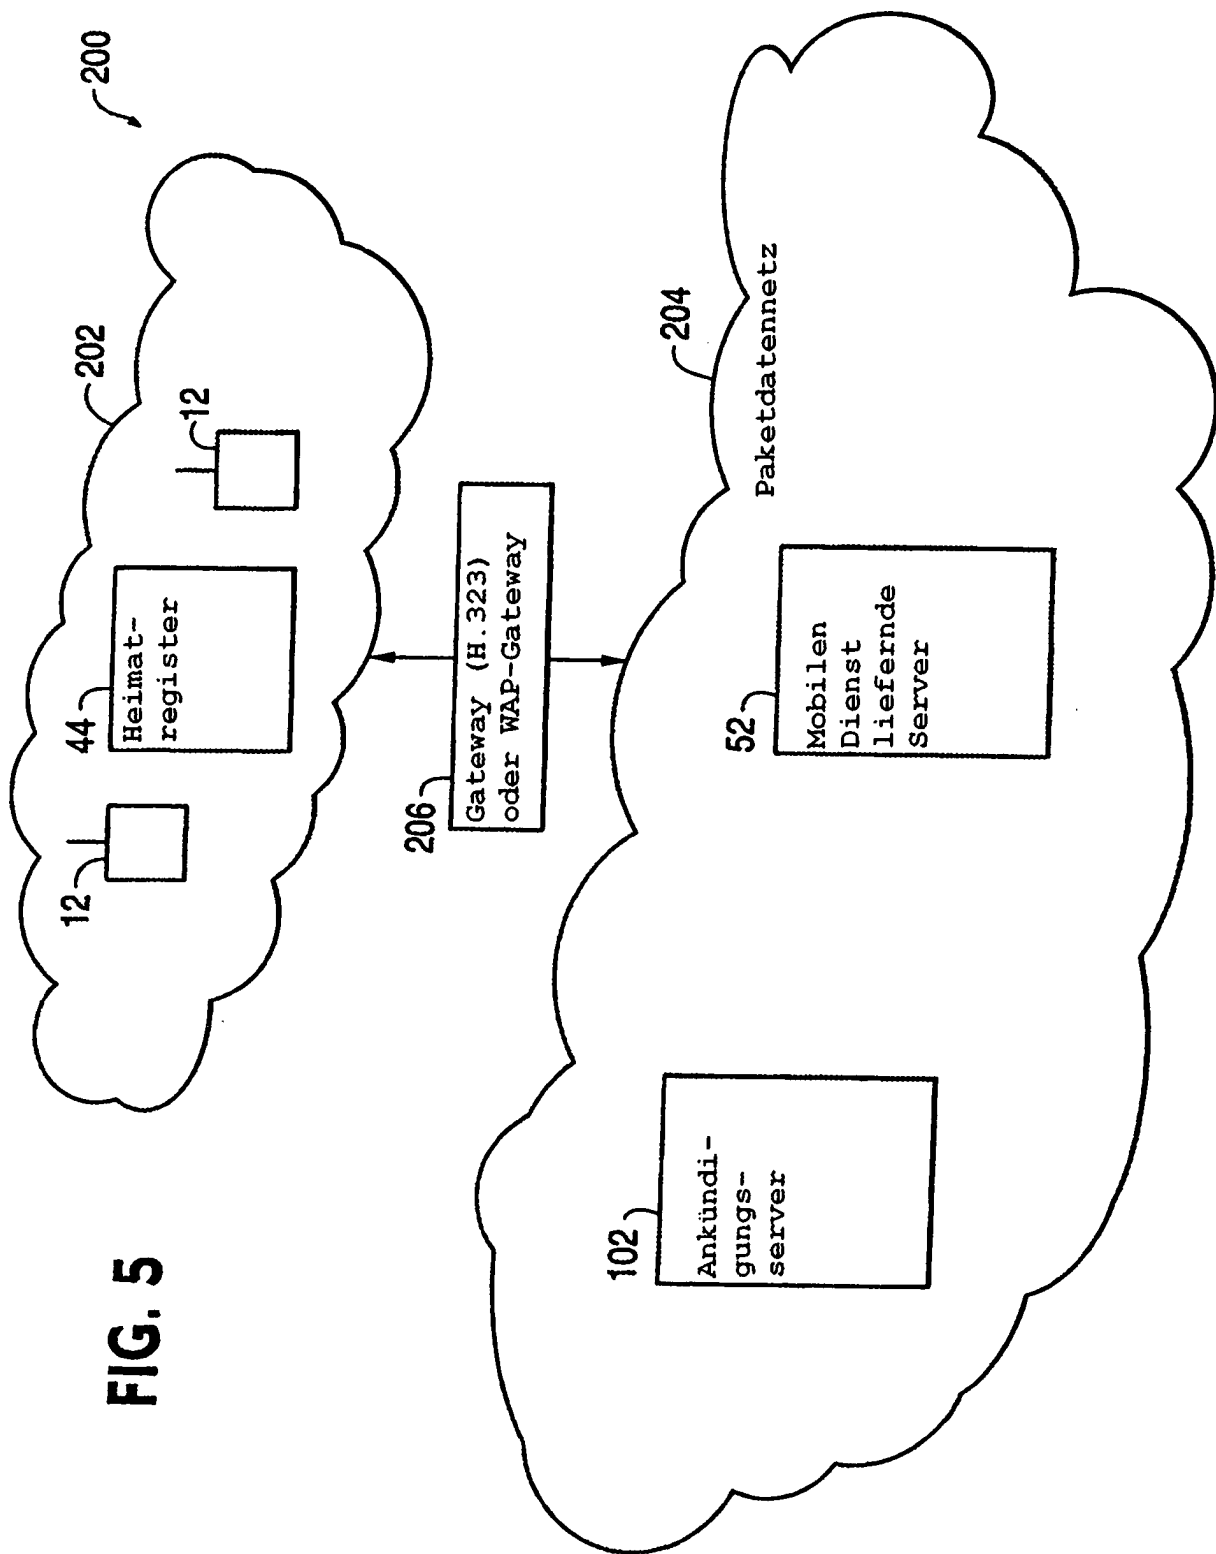 FIG. 5
200
202
12
44
Heimat-
register
12
206
Gateway (H.323)
oder WAP-Gateway
204
Paketdatennetz
102
Ankündi-
gungs-
server
52
Mobilen
Dienst
liefernde
Server